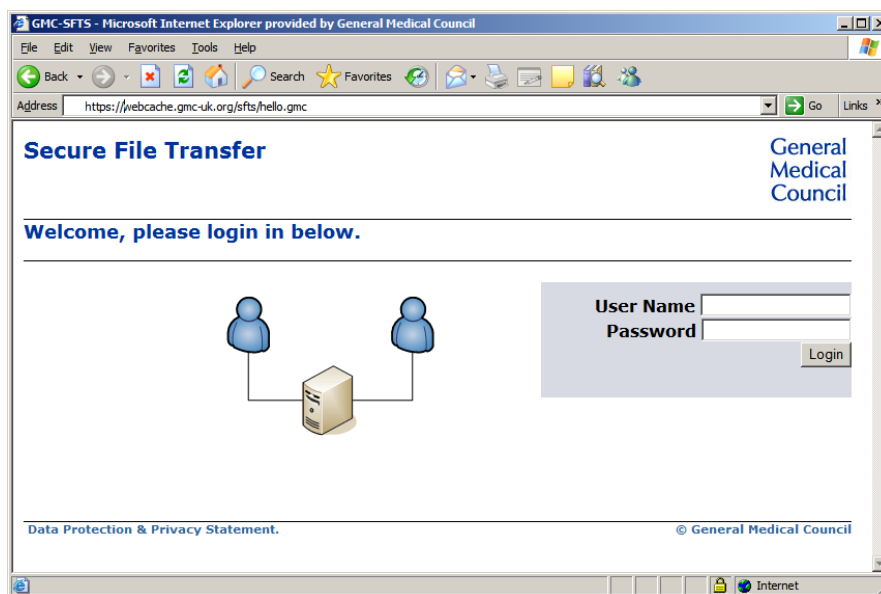 GMC-SFTS - Microsoft Internet Explorer provided by General Medical Council
File Edit View Favorites Tools Help
Back Search Favorites
Address https://webcache.gmc-uk.org/sfts/hello.gmc Go Links
Secure File Transfer
General
Medical
Council
Welcome, please login in below.
User Name
Password
Login
Data Protection & Privacy Statement. © General Medical Council
Internet